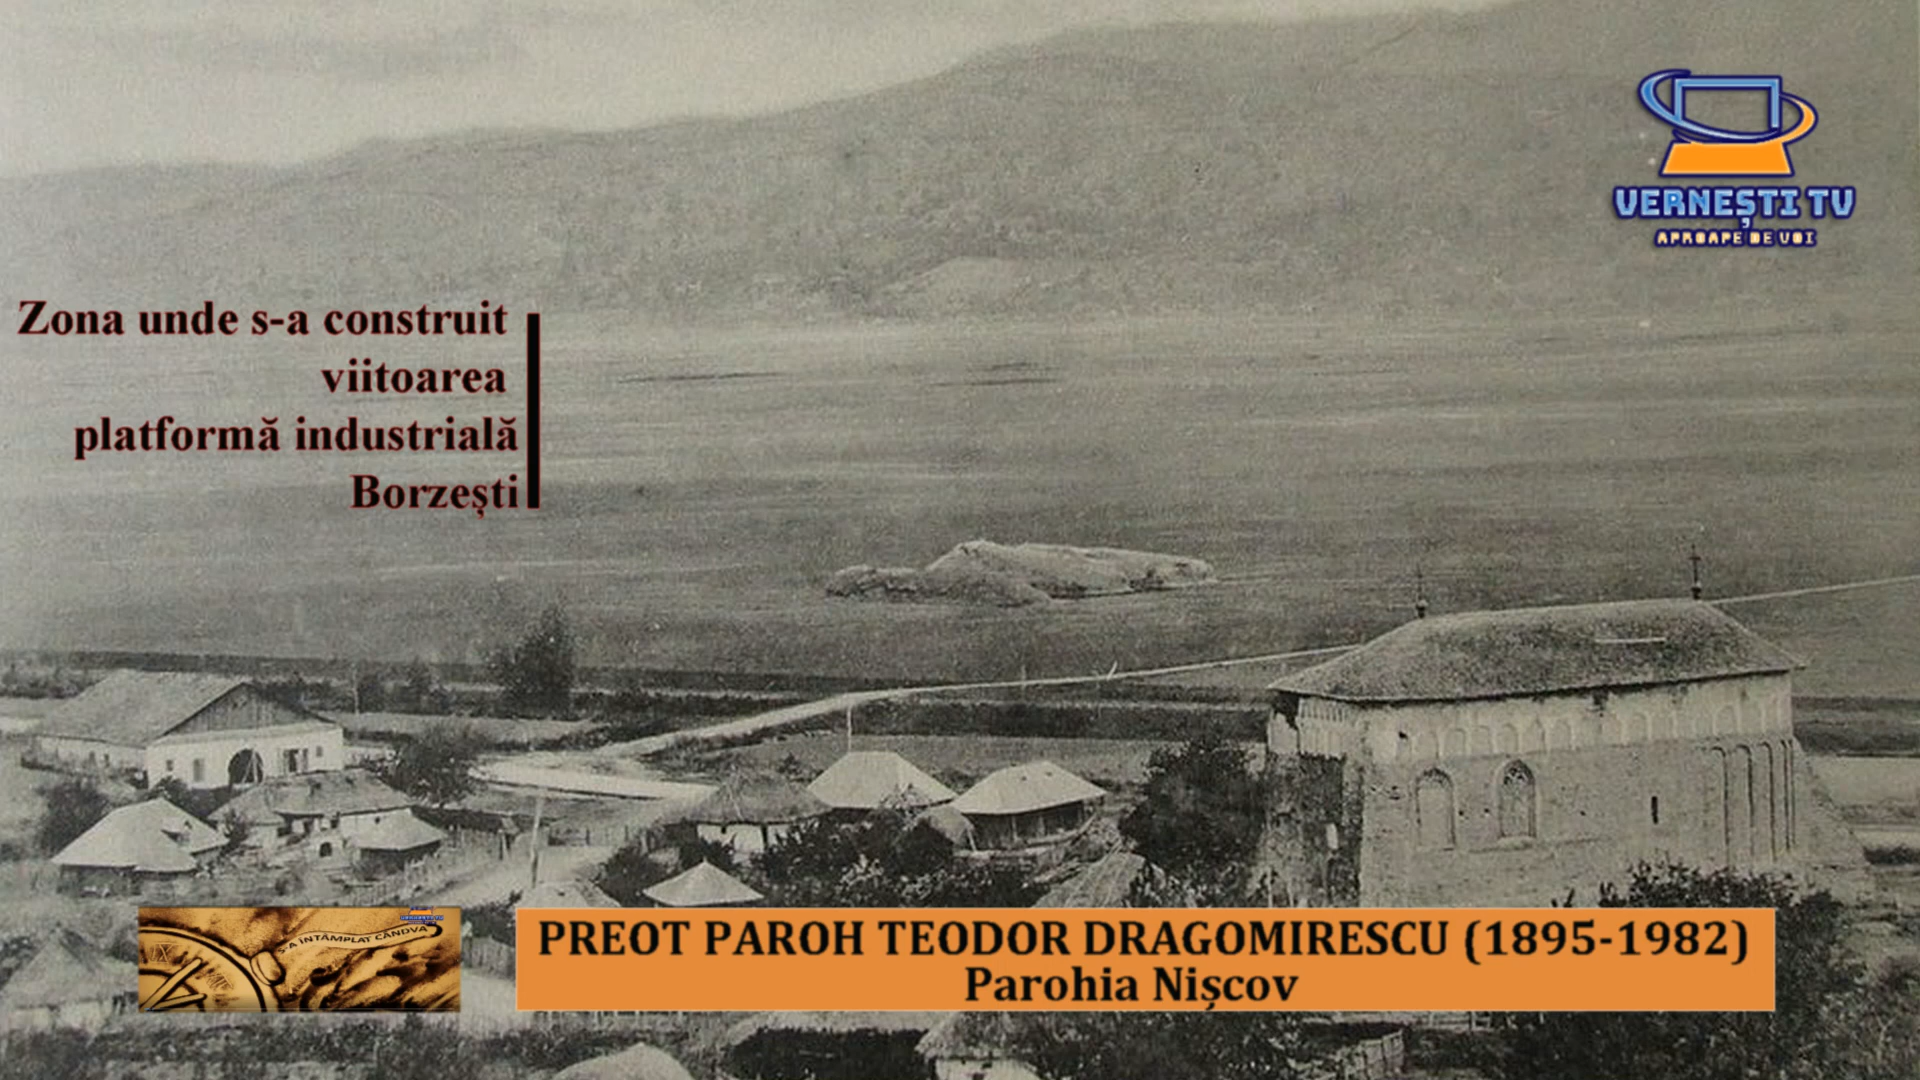 VERNEȘTI TV
APROAPE DE VOI
Zona unde s-a construit
viitoarea
platformă industrială
Borzești
S-A ÎNTÂMPLAT CÂNDVA
PREOT PAROH TEODOR DRAGOMIRESCU (1895-1982)
Parohia Nișcov